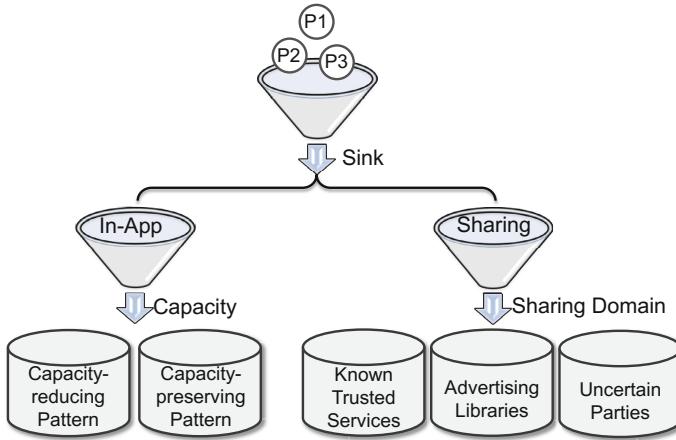 P1
P2
P3
Sink
In-App
Sharing
Capacity
Sharing Domain
Capacity-
reducing
Pattern
Capacity-
preserving
Pattern
Known
Trusted
Services
Advertising
Libraries
Uncertain
Parties